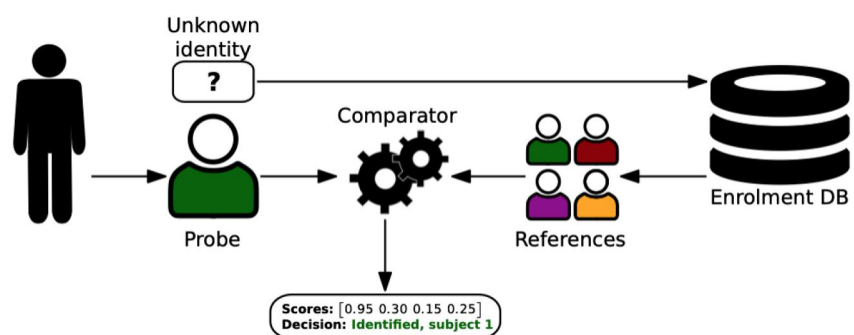 Unknown
identity
?
Comparator
Enrolment DB
Probe
References
Scores: [0.95 0.30 0.15 0.25]
Decision: Identified, subject 1